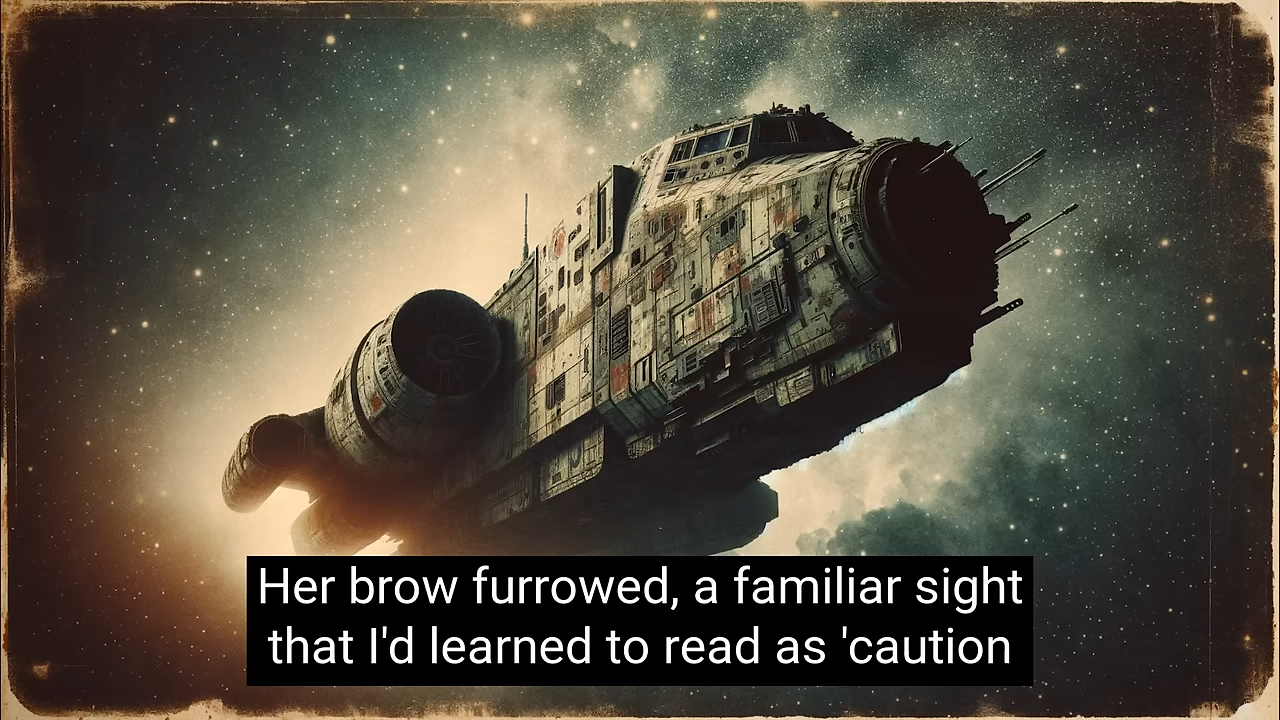 Her brow furrowed, a familiar sight
that I'd learned to read as 'caution